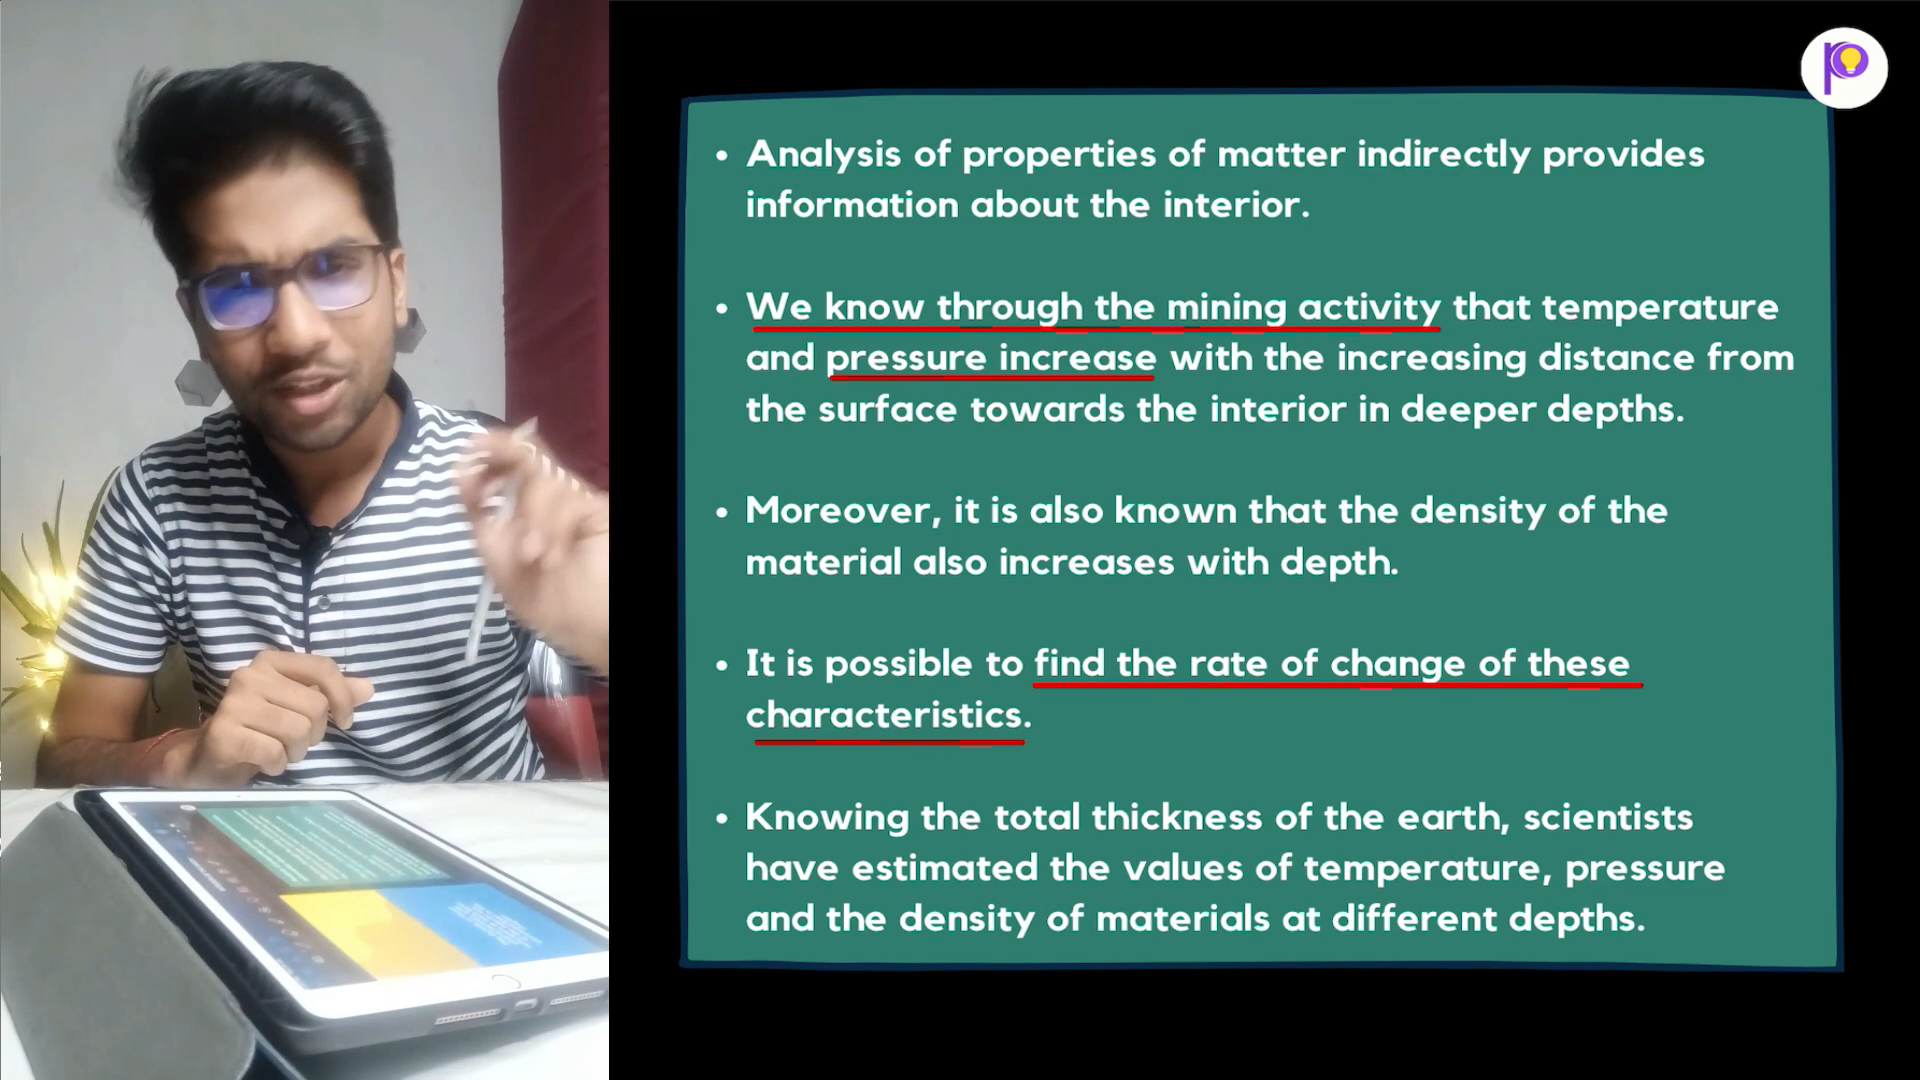 • Analysis of properties of matter indirectly provides
information about the interior.
• We know through the mining activity that temperature
and pressure increase with the increasing distance from
the surface towards the interior in deeper depths.
• Moreover, it is also known that the density of the
material also increases with depth.
• It is possible to find the rate of change of these
characteristics.
• Knowing the total thickness of the earth, scientists
have estimated the values of temperature, pressure
and the density of materials at different depths.